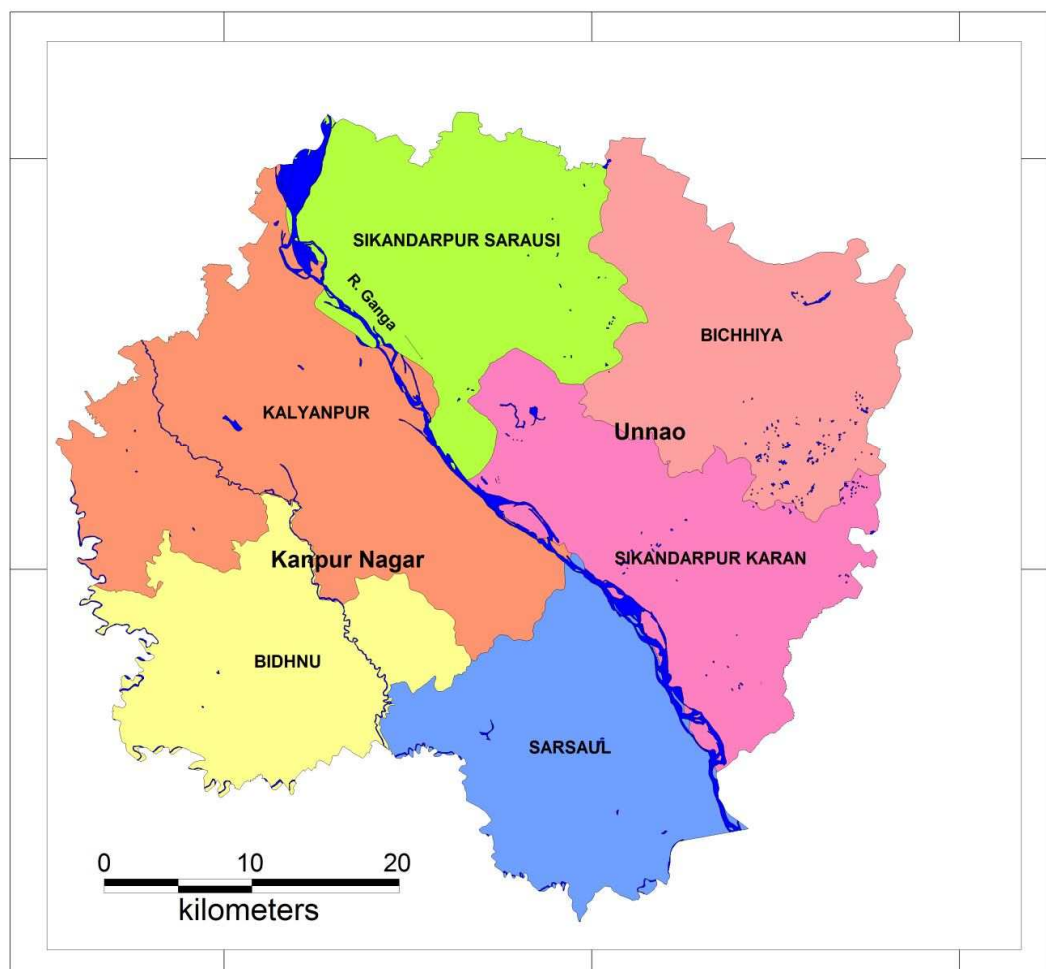 SIKANDARPUR SARAUSI
R. Ganga
BICHHIYA
KALYANPUR
Unnao
Kanpur Nagar
SIKANDARPUR KARAN
BIDHNU
SARSAUL
0 10 20
kilometers